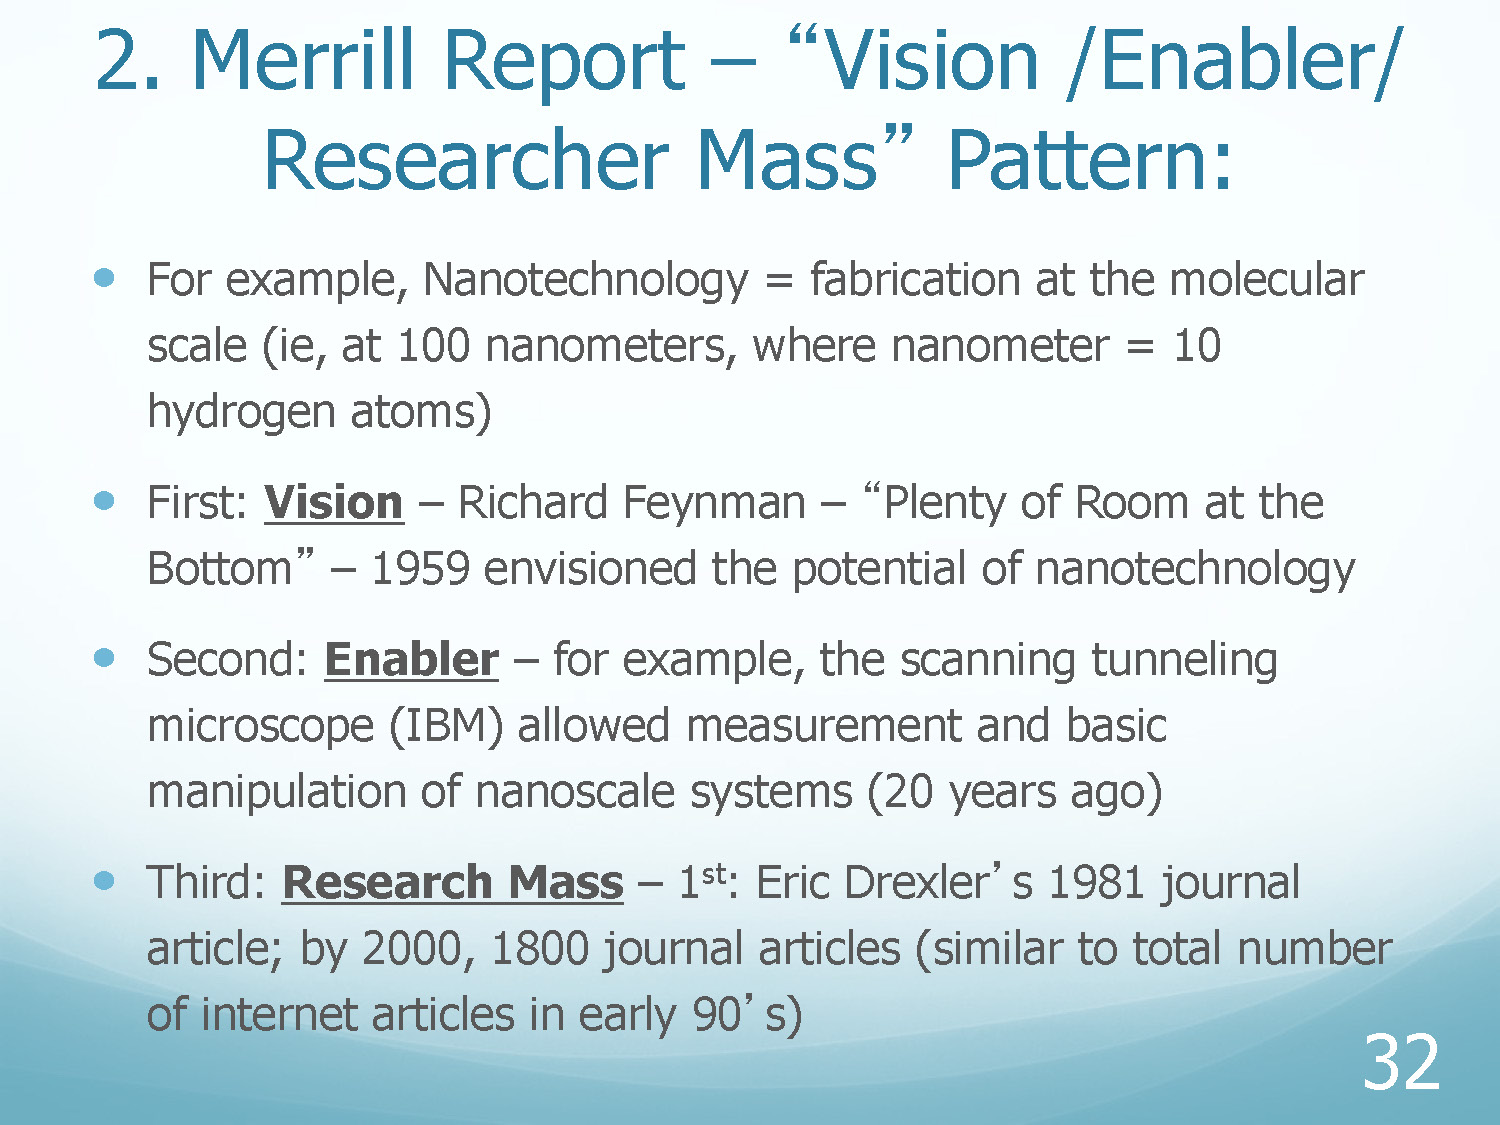 2. Merrill Report – “Vision /Enabler/
Researcher Mass” Pattern:
• For example, Nanotechnology = fabrication at the molecular
scale (ie, at 100 nanometers, where nanometer = 10
hydrogen atoms)
• First: Vision – Richard Feynman – “Plenty of Room at the
Bottom” – 1959 envisioned the potential of nanotechnology
• Second: Enabler – for example, the scanning tunneling
microscope (IBM) allowed measurement and basic
manipulation of nanoscale systems (20 years ago)
• Third: Research Mass – 1st: Eric Drexler’s 1981 journal
article; by 2000, 1800 journal articles (similar to total number
of internet articles in early 90’s)
32